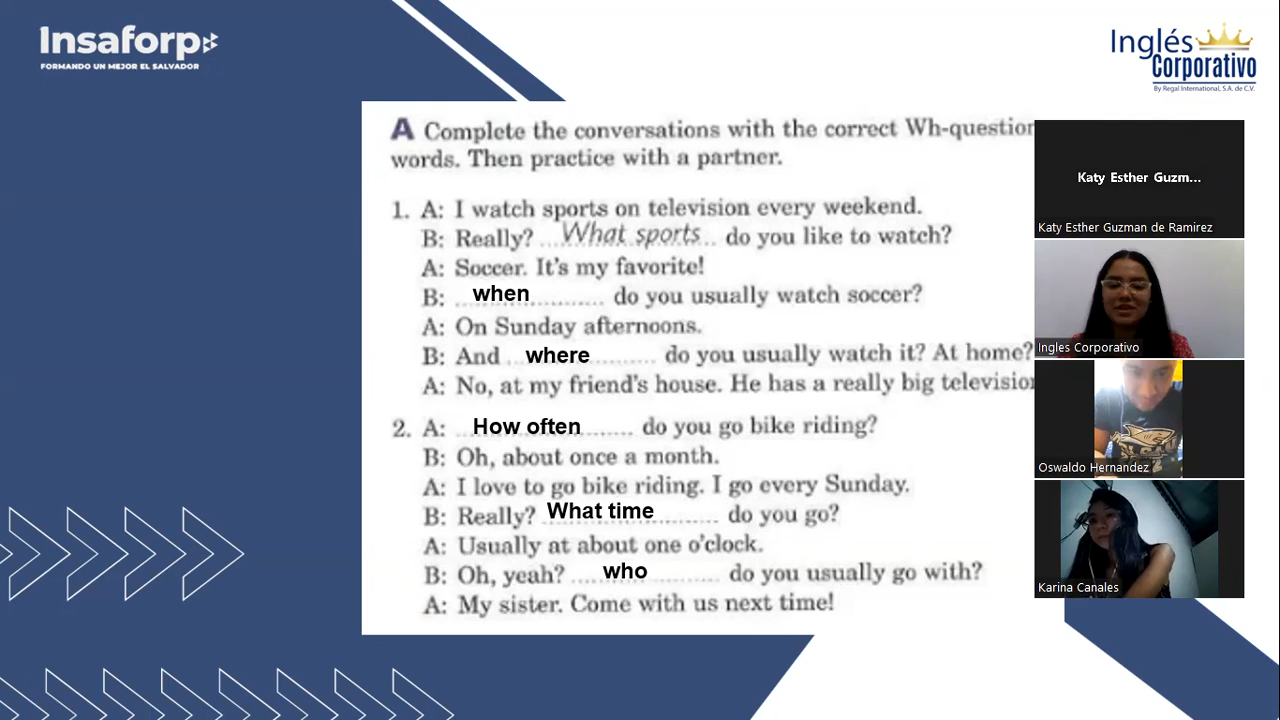 Insaforp
FORMANDO UN MEJOR EL SALVADOR
Inglés
Corporativo
By Regal International, S.A. de C.V.
A Complete the conversations with the correct Wh-question
words. Then practice with a partner.
1. A: I watch sports on television every weekend.
B: Really? What sports do you like to watch?
A: Soccer. It's my favorite!
B: when do you usually watch soccer?
A: On Sunday afternoons.
B: And where do you usually watch it? At home?
A: No, at my friend's house. He has a really big
2. A: How often do you go bike riding?
B: Oh, about once a month.
A: I love to go bike riding. I go every Sunday.
B: Really? What time do you go?
A: Usually at about one o'clock.
B: Oh, yeah? who do you usually go with?
A: My sister. Come with us next time!
Katy Esther Guzm...
Katy Esther Guzman de Ramirez
Ingles Corporativo
Oswaldo Hernandez
Karina Canales